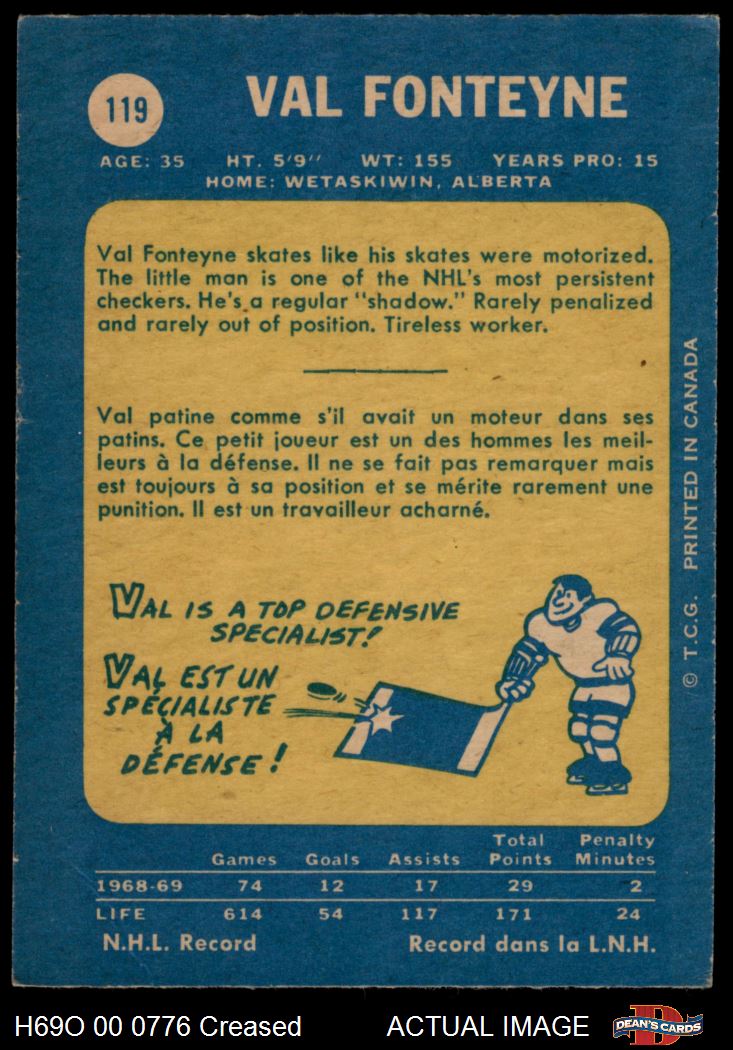 119
VAL FONTEYNE
AGE: 35 HT. 5'9" WT: 155 YEARS PRO: 15
HOME: WETASKIWIN, ALBERTA
Val Fonteyne skates like his skates were motorized.
The little man is one of the NHL's most persistent
checkers. He's a regular "shadow." Rarely penalized
and rarely out of position. Tireless worker.
Val patine comme s'il avait un moteur dans ses
patins. Ce petit joueur est un des hommes les meil-
leurs à la défense. Il ne se fait pas remarquer mais
est toujours à sa position et se mérite rarement une
punition. Il est un travailleur acharné.
VAL IS A TOP DEFENSIVE
SPECIALIST!
VAL EST UN
SPÉCIALISTE
À LA
DÉFENSE!
© T.C.G. PRINTED IN CANADA
Total Penalty
Games Goals Assists Points Minutes
1968-69 74 12 17 29 2
LIFE 614 54 117 171 24
N.H.L. Record Record dans la L.N.H.
H69O 00 0776 Creased ACTUAL IMAGE
D
DEAN'S CARDS